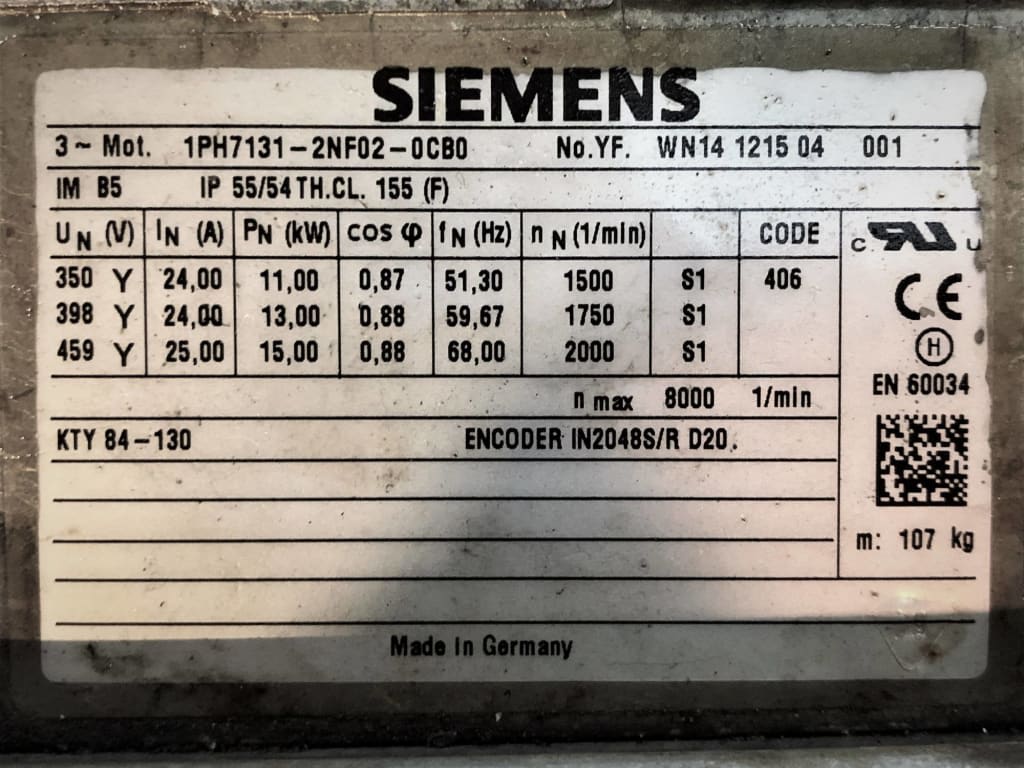 SIEMENS
3 ~ Mot. 1PH7131-2NF02-0CB0 No.YF. WN14 1215 04 001
IM B5 IP 55/54 TH.CL. 155 (F)
UN (V) IN (A) PN (kW) cos φ fN (Hz) nN (1/min) CODE
350 Y 24,00 11,00 0,87 51,30 1500 S1 406
398 Y 24,00 13,00 0,88 59,67 1750 S1
459 Y 25,00 15,00 0,88 68,00 2000 S1
c RU us
CE
H
EN 60034
n max 8000 1/min
KTY 84-130 ENCODER IN2048S/R D20.
m: 107 kg
Made In Germany